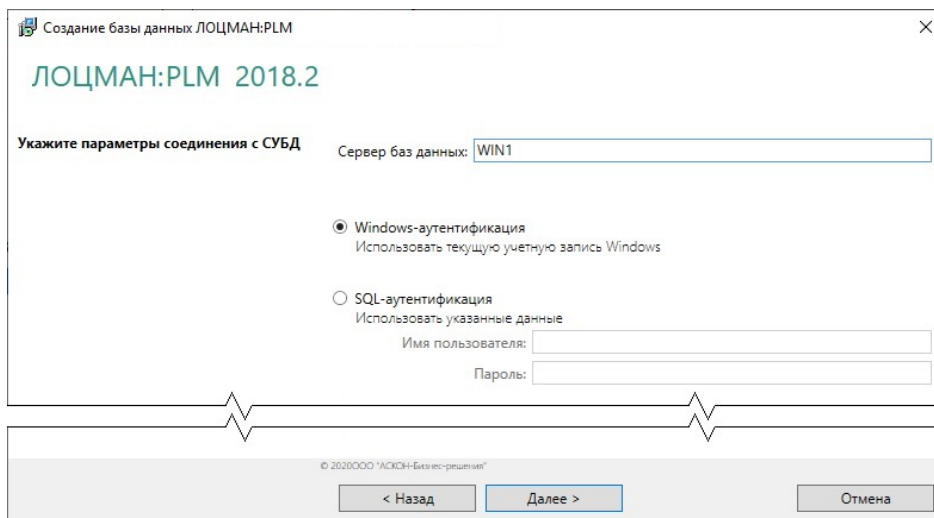 Создание базы данных ЛОЦМАН:PLM
ЛОЦМАН:PLM 2018.2
Укажите параметры соединения с СУБД
Сервер баз данных: WIN1
Windows-аутентификация
Использовать текущую учетную запись Windows
SQL-аутентификация
Использовать указанные данные
Имя пользователя:
Пароль:
© 2020ООО "АСКОН-Бизнес-решения"
< Назад
Далее >
Отмена